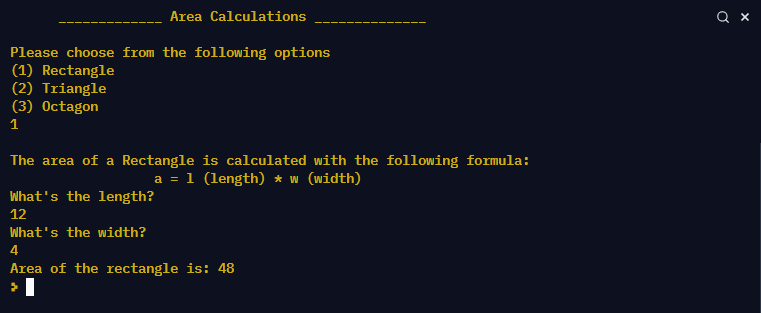 _____________ Area Calculations ______________
Please choose from the following options
(1) Rectangle
(2) Triangle
(3) Octagon
1
The area of a Rectangle is calculated with the following formula:
a = l (length) * w (width)
What's the length?
12
What's the width?
4
Area of the rectangle is: 48
>